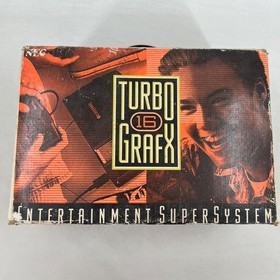 NEC
TURBO
16
GRAFX
ENTERTAINMENT SUPERSYSTEM